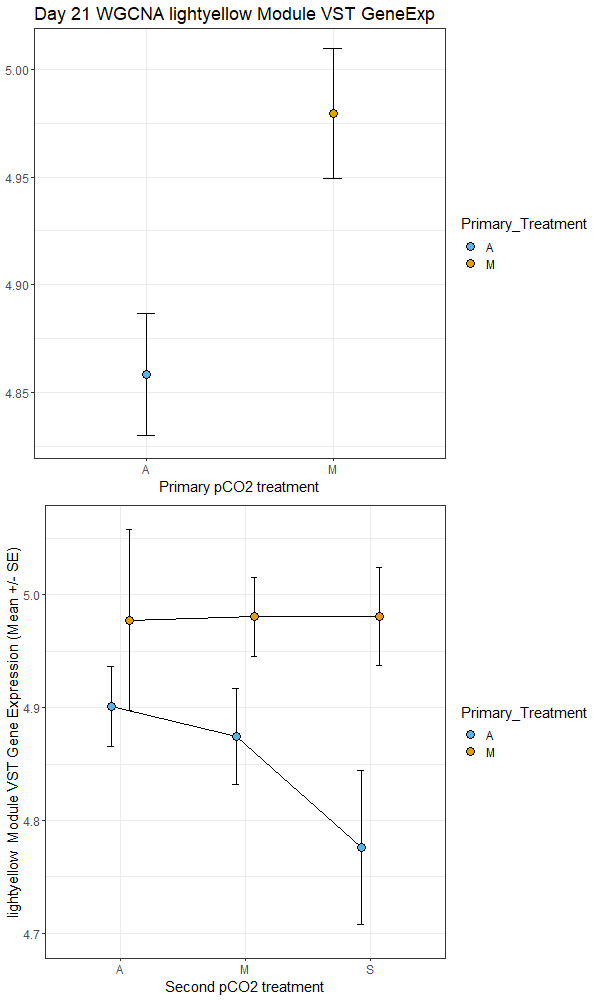 Day 21 WGCNA lightyellow Module VST GeneExp
5.00
4.95
4.90
4.85
A
M
Primary pCO2 treatment
Primary_Treatment
A
M
lightyellow  Module VST Gene Expression (Mean +/- SE)
5.0
4.9
4.8
4.7
A
M
S
Second pCO2 treatment
Primary_Treatment
A
M